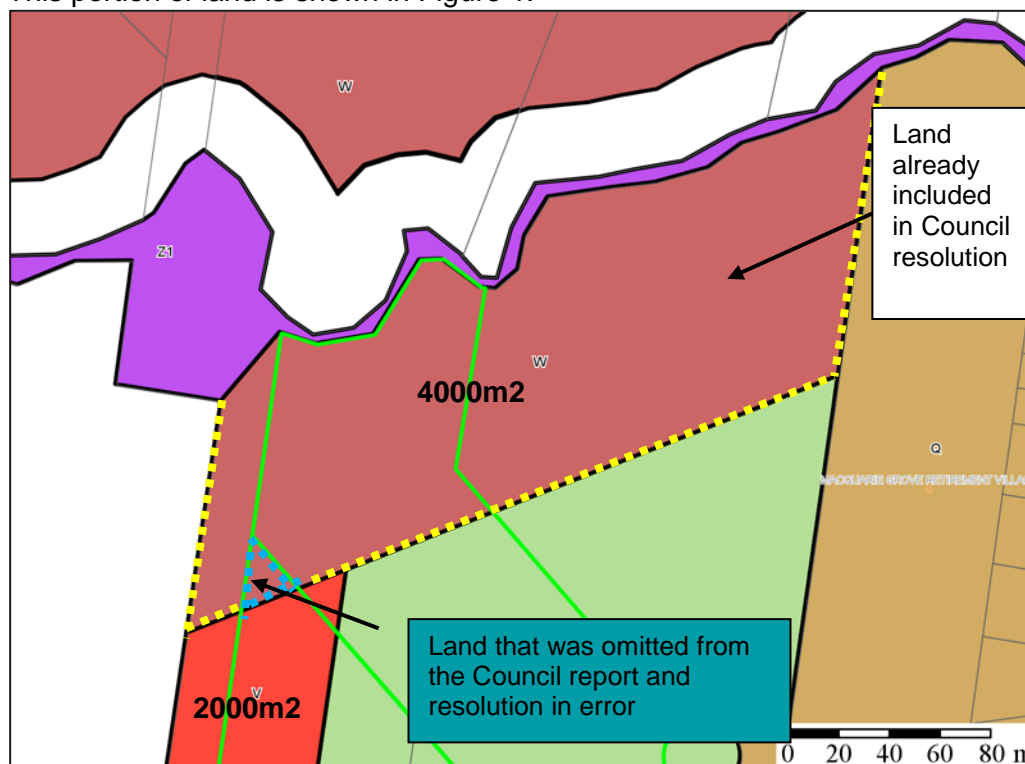 This portion of land is shown in Figure 4.
W
Land
already
included
in Council
resolution
Z1
W
4000m2
Q
MACQUARIE GROVE RETIREMENT VILLA
Land that was omitted from
the Council report and
resolution in error
V
2000m2
0 20 40 60 80 m